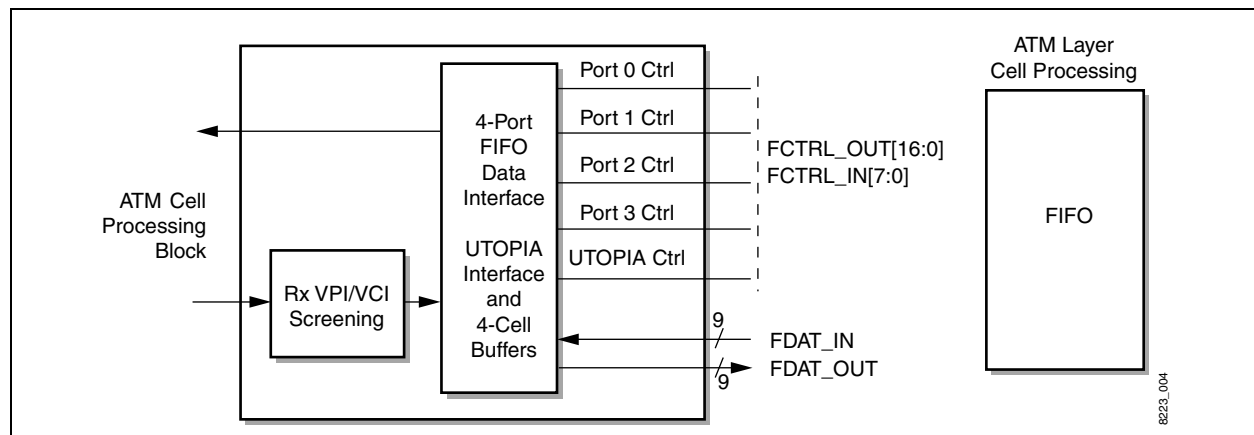 ATM Layer
Cell Processing
Port 0 Ctrl
Port 1 Ctrl
Port 2 Ctrl
Port 3 Ctrl
UTOPIA Ctrl
4-Port
FIFO
Data
Interface
UTOPIA
Interface
and
4-Cell
Buffers
FCTRL_OUT[16:0]
FCTRL_IN[7:0]
FIFO
ATM Cell
Processing
Block
Rx VPI/VCI
Screening
9
FDAT_IN
FDAT_OUT
9
8223_004